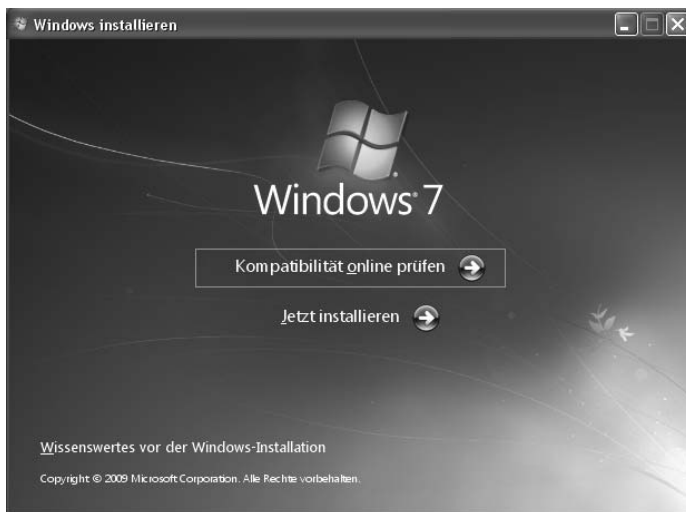 Windows installieren
Windows® 7
Kompatibilität online prüfen
Jetzt installieren
Wissenswertes vor der Windows-Installation
Copyright © 2009 Microsoft Corporation. Alle Rechte vorbehalten.